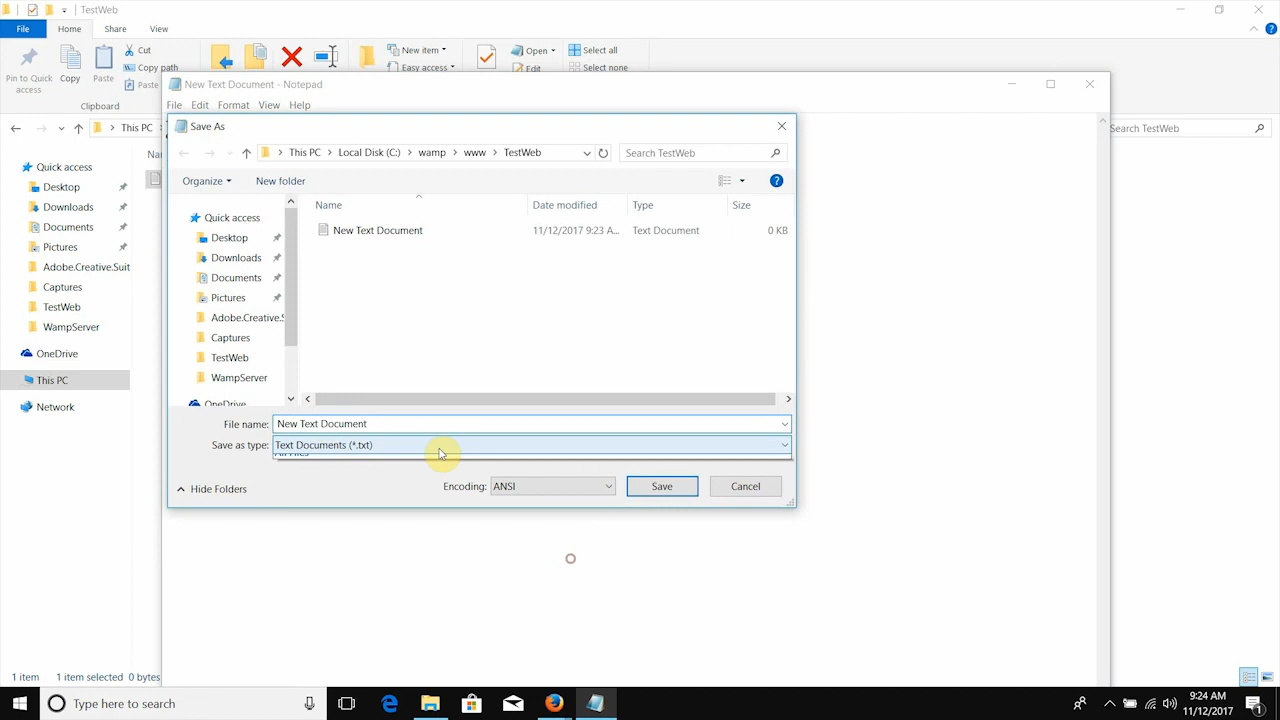 TestWeb
File Home Share View
Pin to Quick access
Copy
Paste
Cut
Copy path
Paste
Clipboard
New item
Easy access
Open
Edit
Select all
Select none
This PC
Search TestWeb
Quick access
Desktop
Downloads
Documents
Pictures
Adobe.Creative.Suit
Captures
TestWeb
WampServer
OneDrive
This PC
Network
New Text Document - Notepad
File Edit Format View Help
Save As
This PC Local Disk (C:) wamp www TestWeb
Search TestWeb
Organize New folder
Name Date modified Type Size
New Text Document 11/12/2017 9:23 A... Text Document 0 KB
Quick access
Desktop
Downloads
Documents
Pictures
Adobe.Creative.S
Captures
TestWeb
WampServer
OneDrive
File name: New Text Document
Save as type: Text Documents (*.txt)
All Files
Hide Folders
Encoding: ANSI
Save Cancel
1 item 1 item selected 0 bytes
Type here to search
9:24 AM
11/12/2017
1